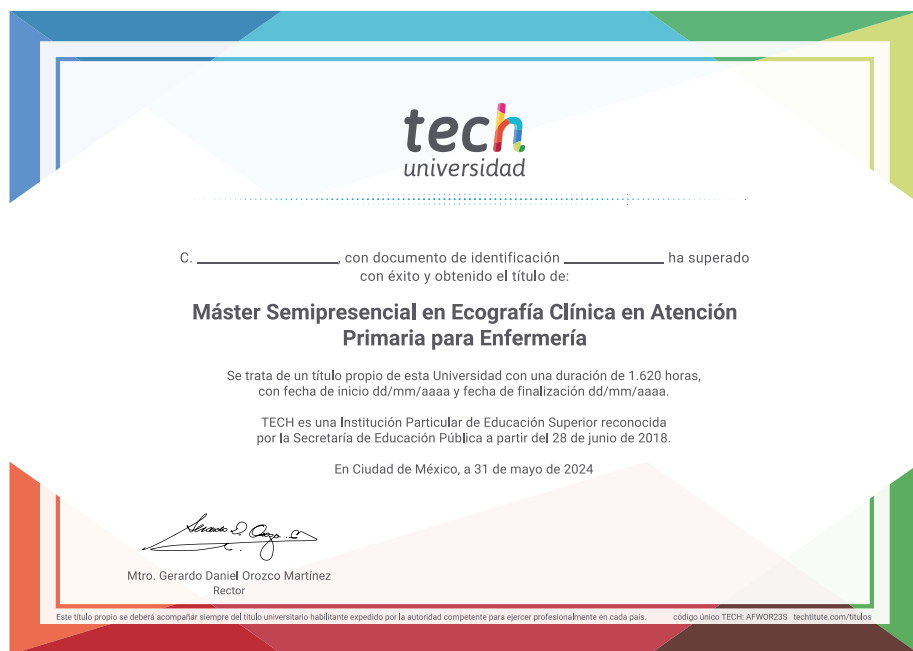 tech
universidad
C. ____________, con documento de identificación ____________ ha superado
con éxito y obtenido el título de:
Máster Semipresencial en Ecografía Clínica en Atención
Primaria para Enfermería
Se trata de un título propio de esta Universidad con una duración de 1.620 horas,
con fecha de inicio dd/mm/aaaa y fecha de finalización dd/mm/aaaa.
TECH es una Institución Particular de Educación Superior reconocida
por la Secretaría de Educación Pública a partir del 28 de junio de 2018.
En Ciudad de México, a 31 de mayo de 2024
Mtro. Gerardo Daniel Orozco Martínez
Rector
Este título propio se deberá acompañar siempre del título universitario habilitante expedido por la autoridad competente para ejercer profesionalmente en cada país. código único TECH: AFWOR23S techtitute.com/titulos